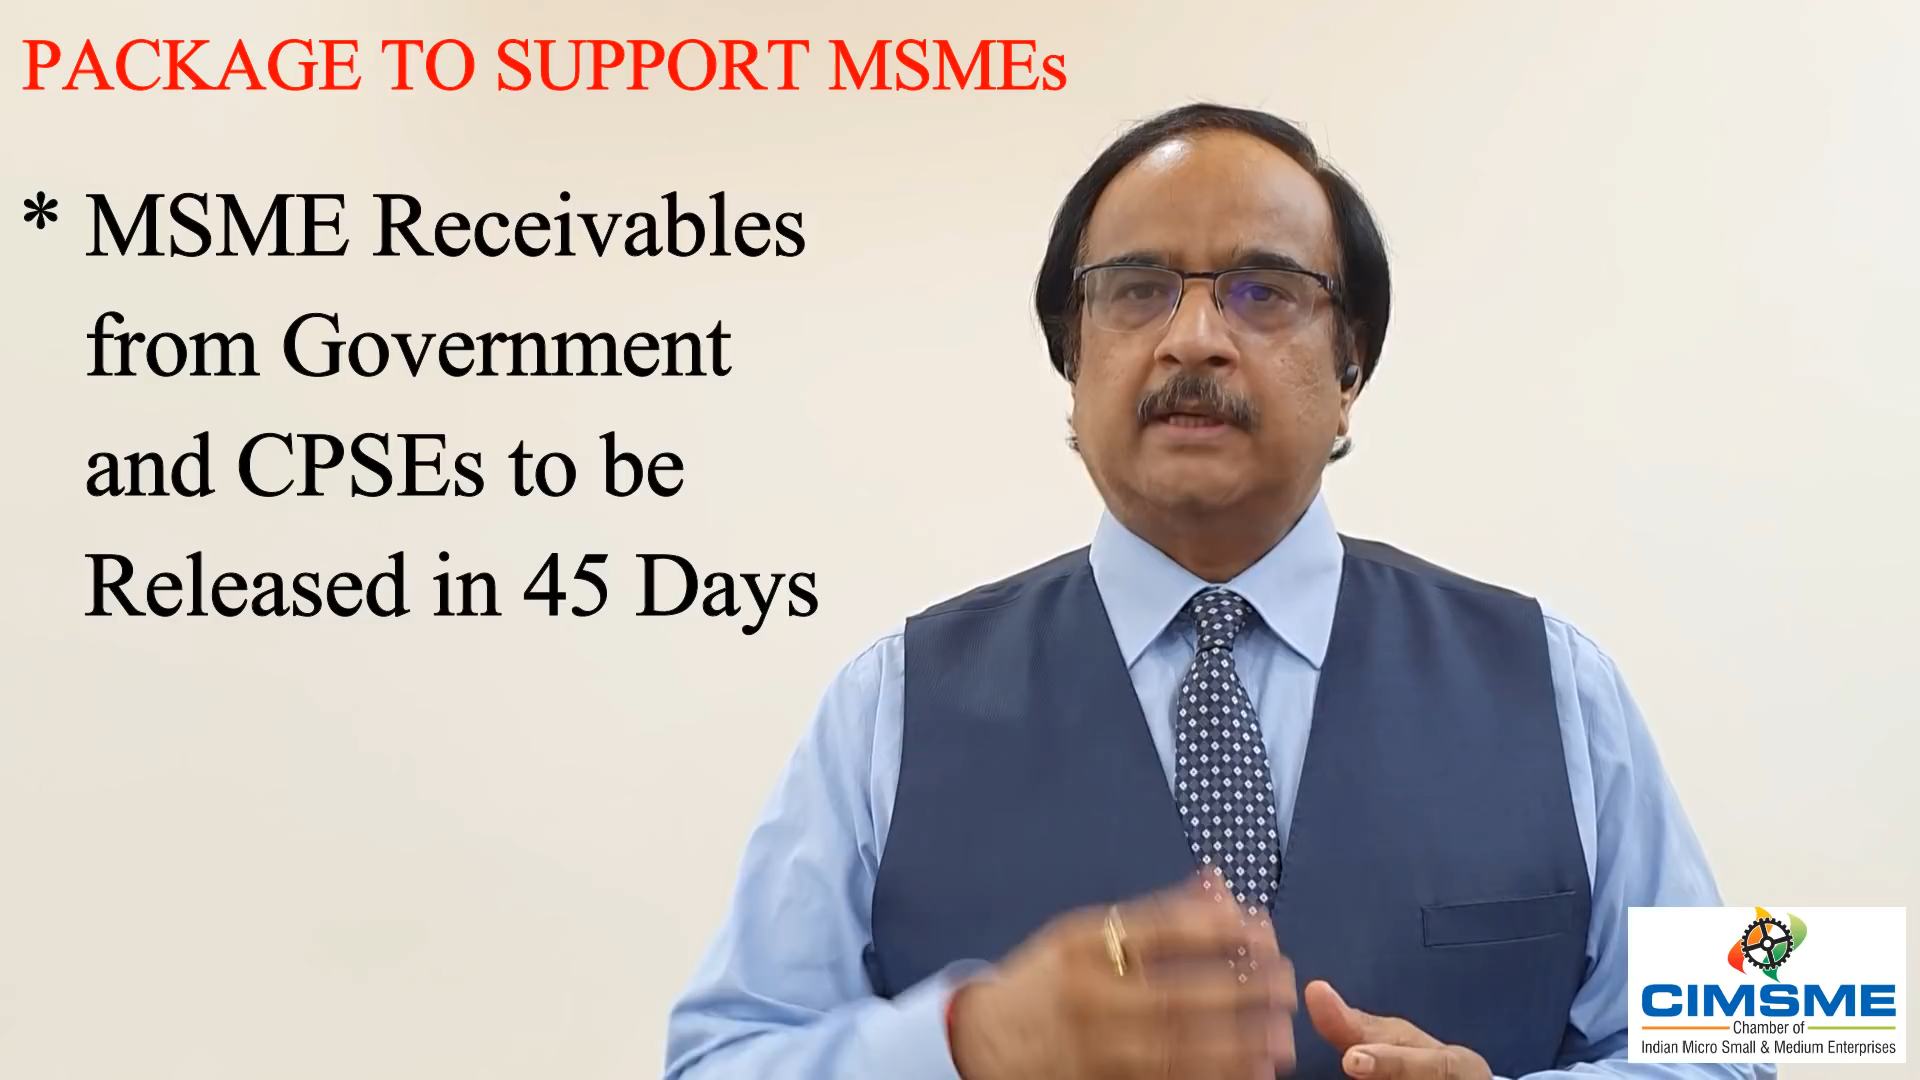 PACKAGE TO SUPPORT MSMEs
* MSME Receivables
from Government
and CPSEs to be
Released in 45 Days
CIMSME
Chamber of
Indian Micro Small & Medium Enterprises